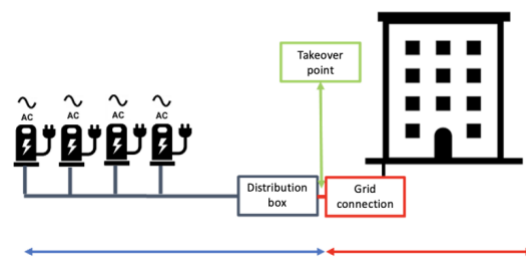 Takeover
point
AC
AC
AC
AC
Distribution
box
Grid
connection